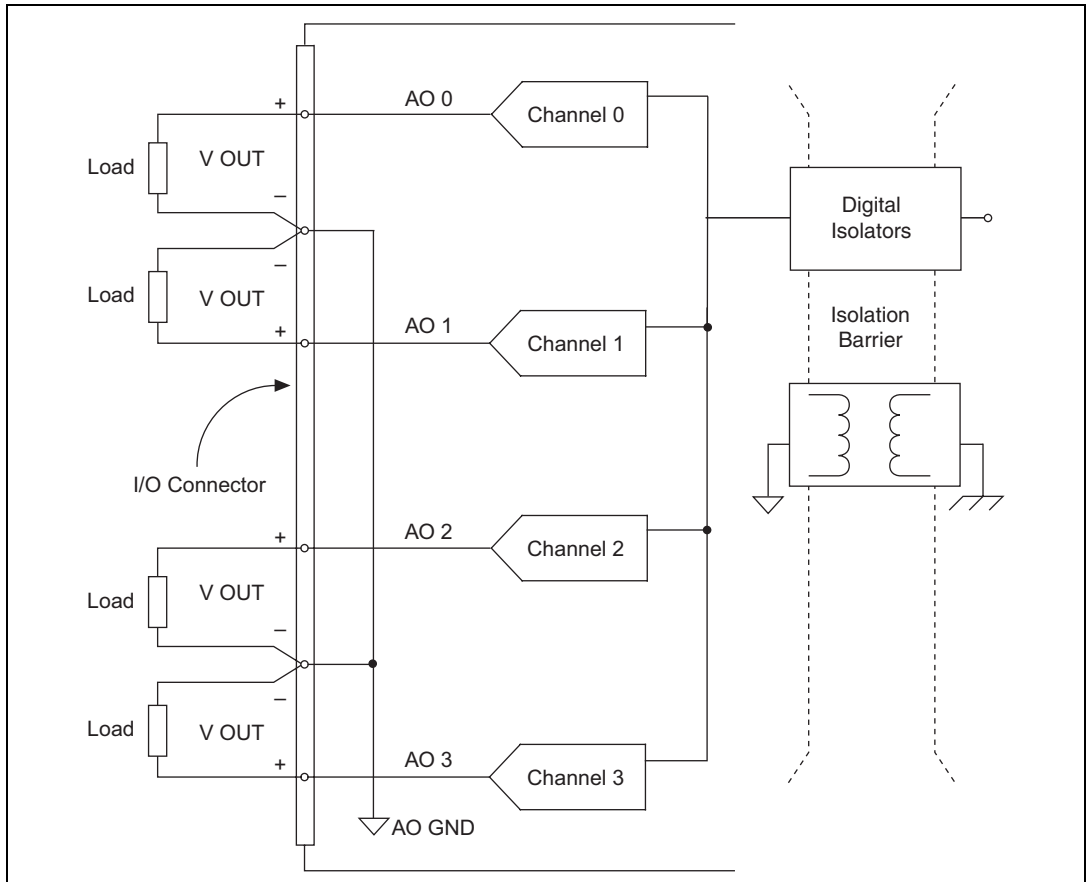 +
AO 0
Channel 0
Load
V OUT
–
Digital
Isolators
–
Load
V OUT
+
AO 1
Channel 1
Isolation
Barrier
I/O Connector
+
AO 2
Channel 2
Load
V OUT
–
–
Load
V OUT
+
AO 3
Channel 3
AO GND